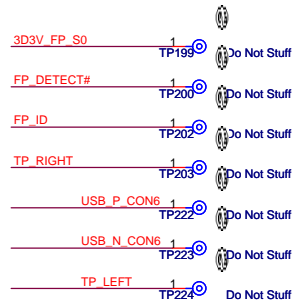 3D3V_FP_S0 1 TP199 Do Not Stuff
FP_DETECT# 1 TP200 Do Not Stuff
FP_ID 1 TP202 Do Not Stuff
TP_RIGHT 1 TP203 Do Not Stuff
USB_P_CON6 1 TP222 Do Not Stuff
USB_N_CON6 1 TP223 Do Not Stuff
TP_LEFT 1 TP224 Do Not Stuff